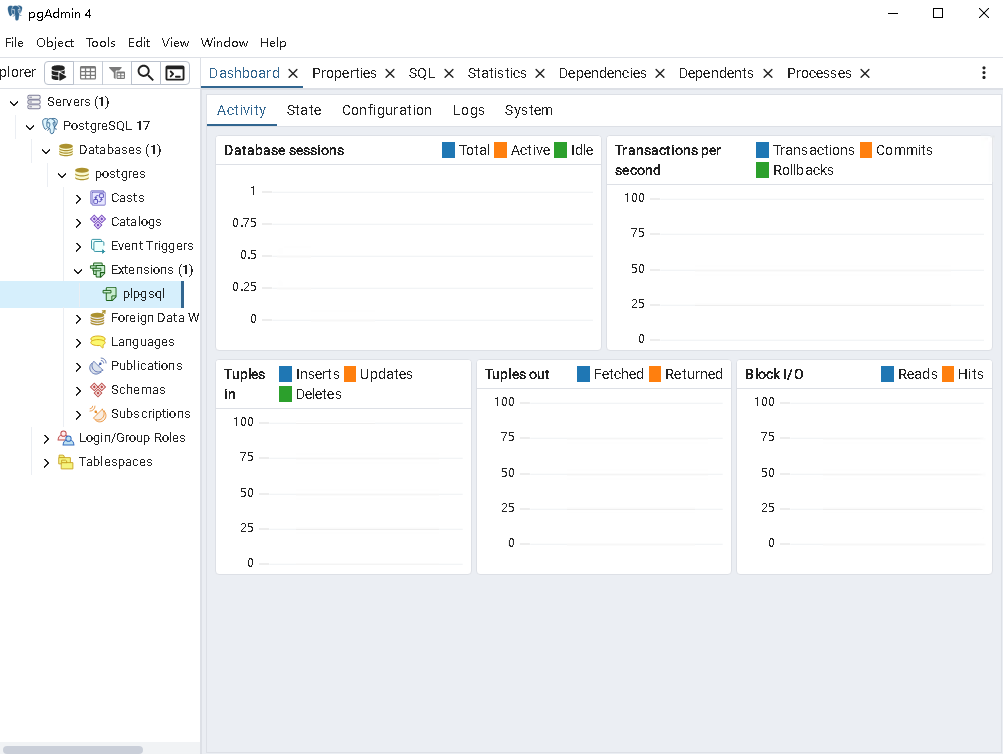 pgAdmin 4
File Object Tools Edit View Window Help
plorer
Dashboard Properties SQL Statistics Dependencies Dependents Processes
Servers (1)
PostgreSQL 17
Databases (1)
postgres
Casts
Catalogs
Event Triggers
Extensions (1)
plpgsql
Foreign Data W
Languages
Publications
Schemas
Subscriptions
Login/Group Roles
Tablespaces
Activity State Configuration Logs System
Database sessions
Total Active Idle
1
0.75
0.5
0.25
0
Transactions per
second
Transactions Commits
Rollbacks
100
75
50
25
0
Tuples
in
Inserts Updates
Deletes
100
75
50
25
0
Tuples out
Fetched Returned
100
75
50
25
0
Block I/O
Reads Hits
100
75
50
25
0